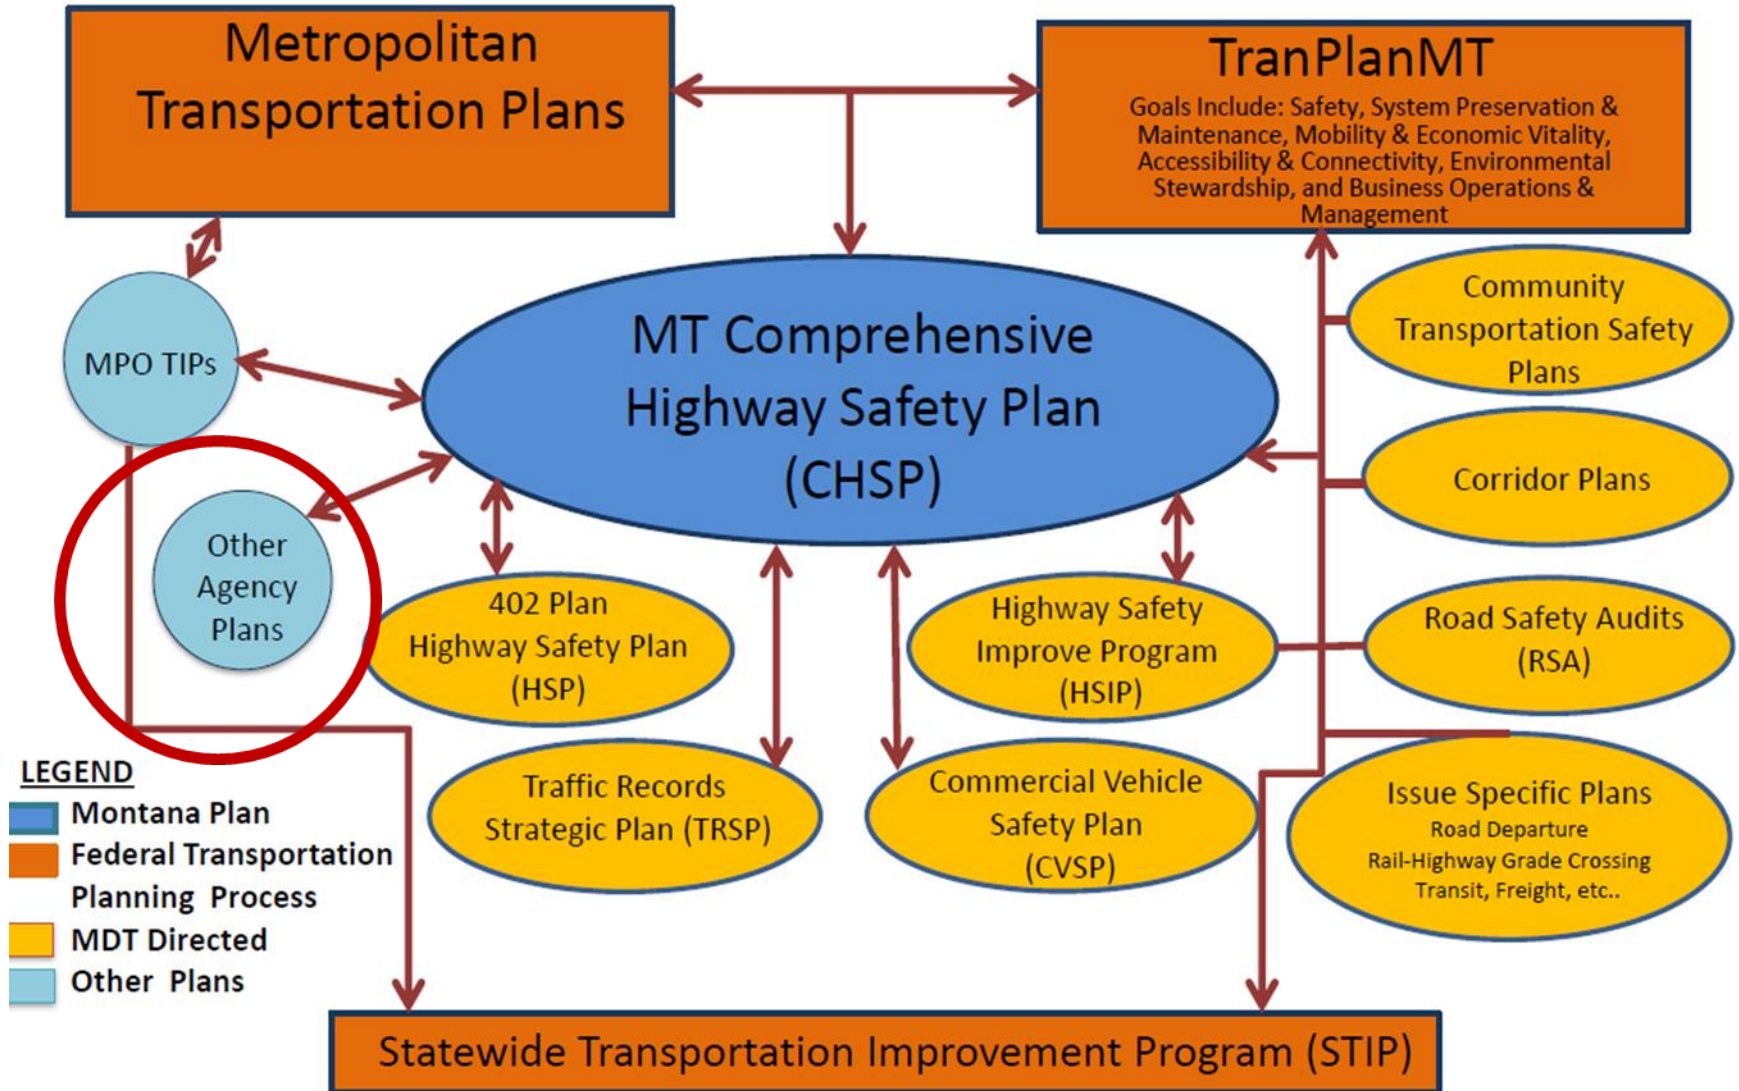 Metropolitan
Transportation Plans
TranPlanMT
Goals Include: Safety, System Preservation &
Maintenance, Mobility & Economic Vitality,
Accessibility & Connectivity, Environmental
Stewardship, and Business Operations &
Management
MPO TIPs
MT Comprehensive
Highway Safety Plan
(CHSP)
Community
Transportation Safety
Plans
Corridor Plans
Other
Agency
Plans
402 Plan
Highway Safety Plan
(HSP)
Highway Safety
Improve Program
(HSIP)
Road Safety Audits
(RSA)
Traffic Records
Strategic Plan (TRSP)
Commercial Vehicle
Safety Plan
(CVSP)
Issue Specific Plans
Road Departure
Rail-Highway Grade Crossing
Transit, Freight, etc..
LEGEND
Montana Plan
Federal Transportation
Planning Process
MDT Directed
Other Plans
Statewide Transportation Improvement Program (STIP)